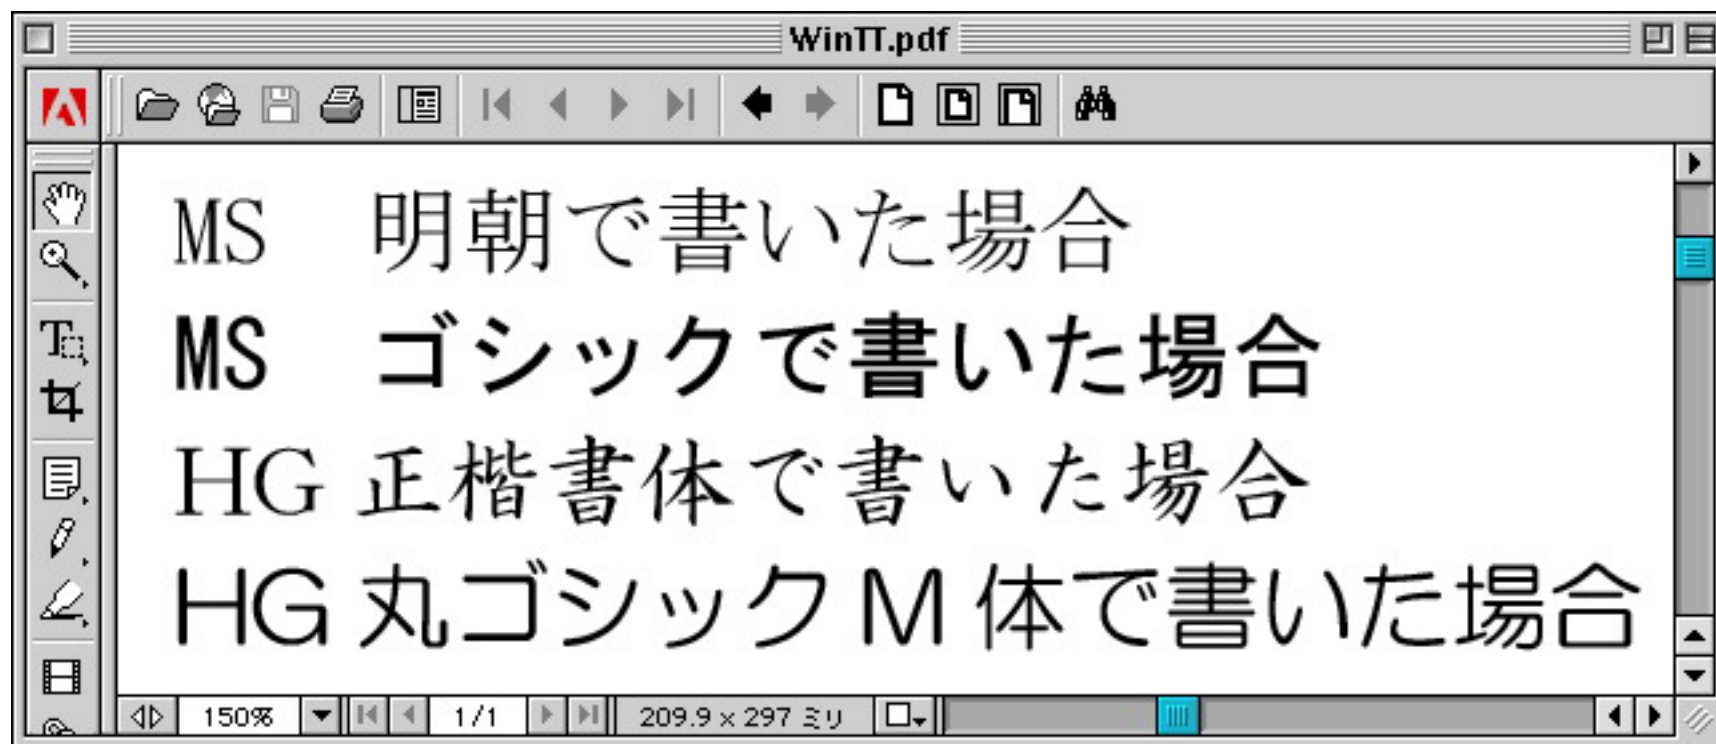 WinTT.pdf
MS　明朝で書いた場合
MS　ゴシックで書いた場合
HG 正楷書体で書いた場合
HG 丸ゴシック M 体で書いた場合
150% 1/1 209.9 x 297 ミリ